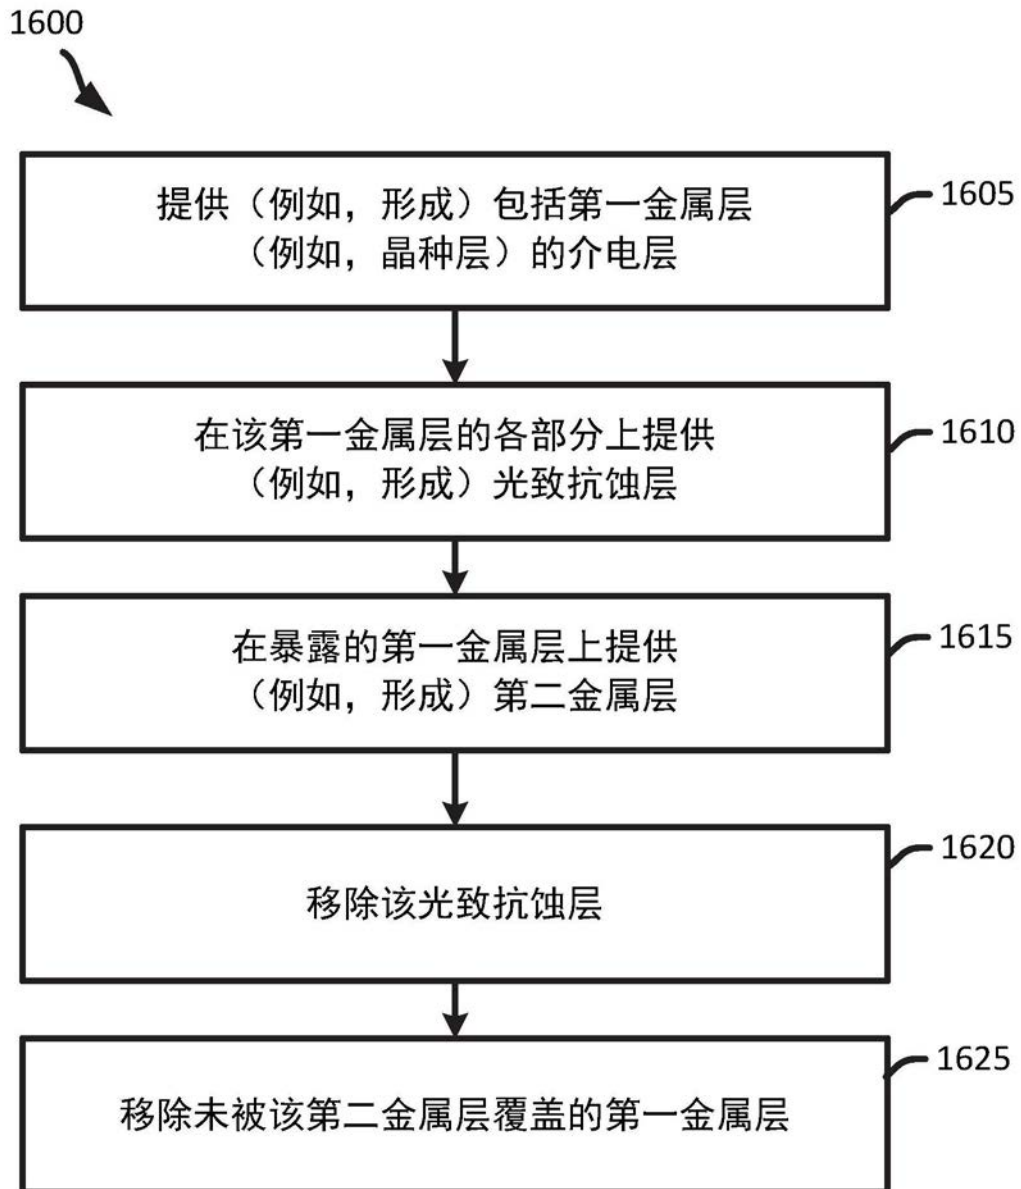 1600
提供（例如，形成）包括第一金属层
（例如，晶种层）的介电层
1605
在该第一金属层的各部分上提供
（例如，形成）光致抗蚀层
1610
在暴露的第一金属层上提供
（例如，形成）第二金属层
1615
移除该光致抗蚀层
1620
移除未被该第二金属层覆盖的第一金属层
1625